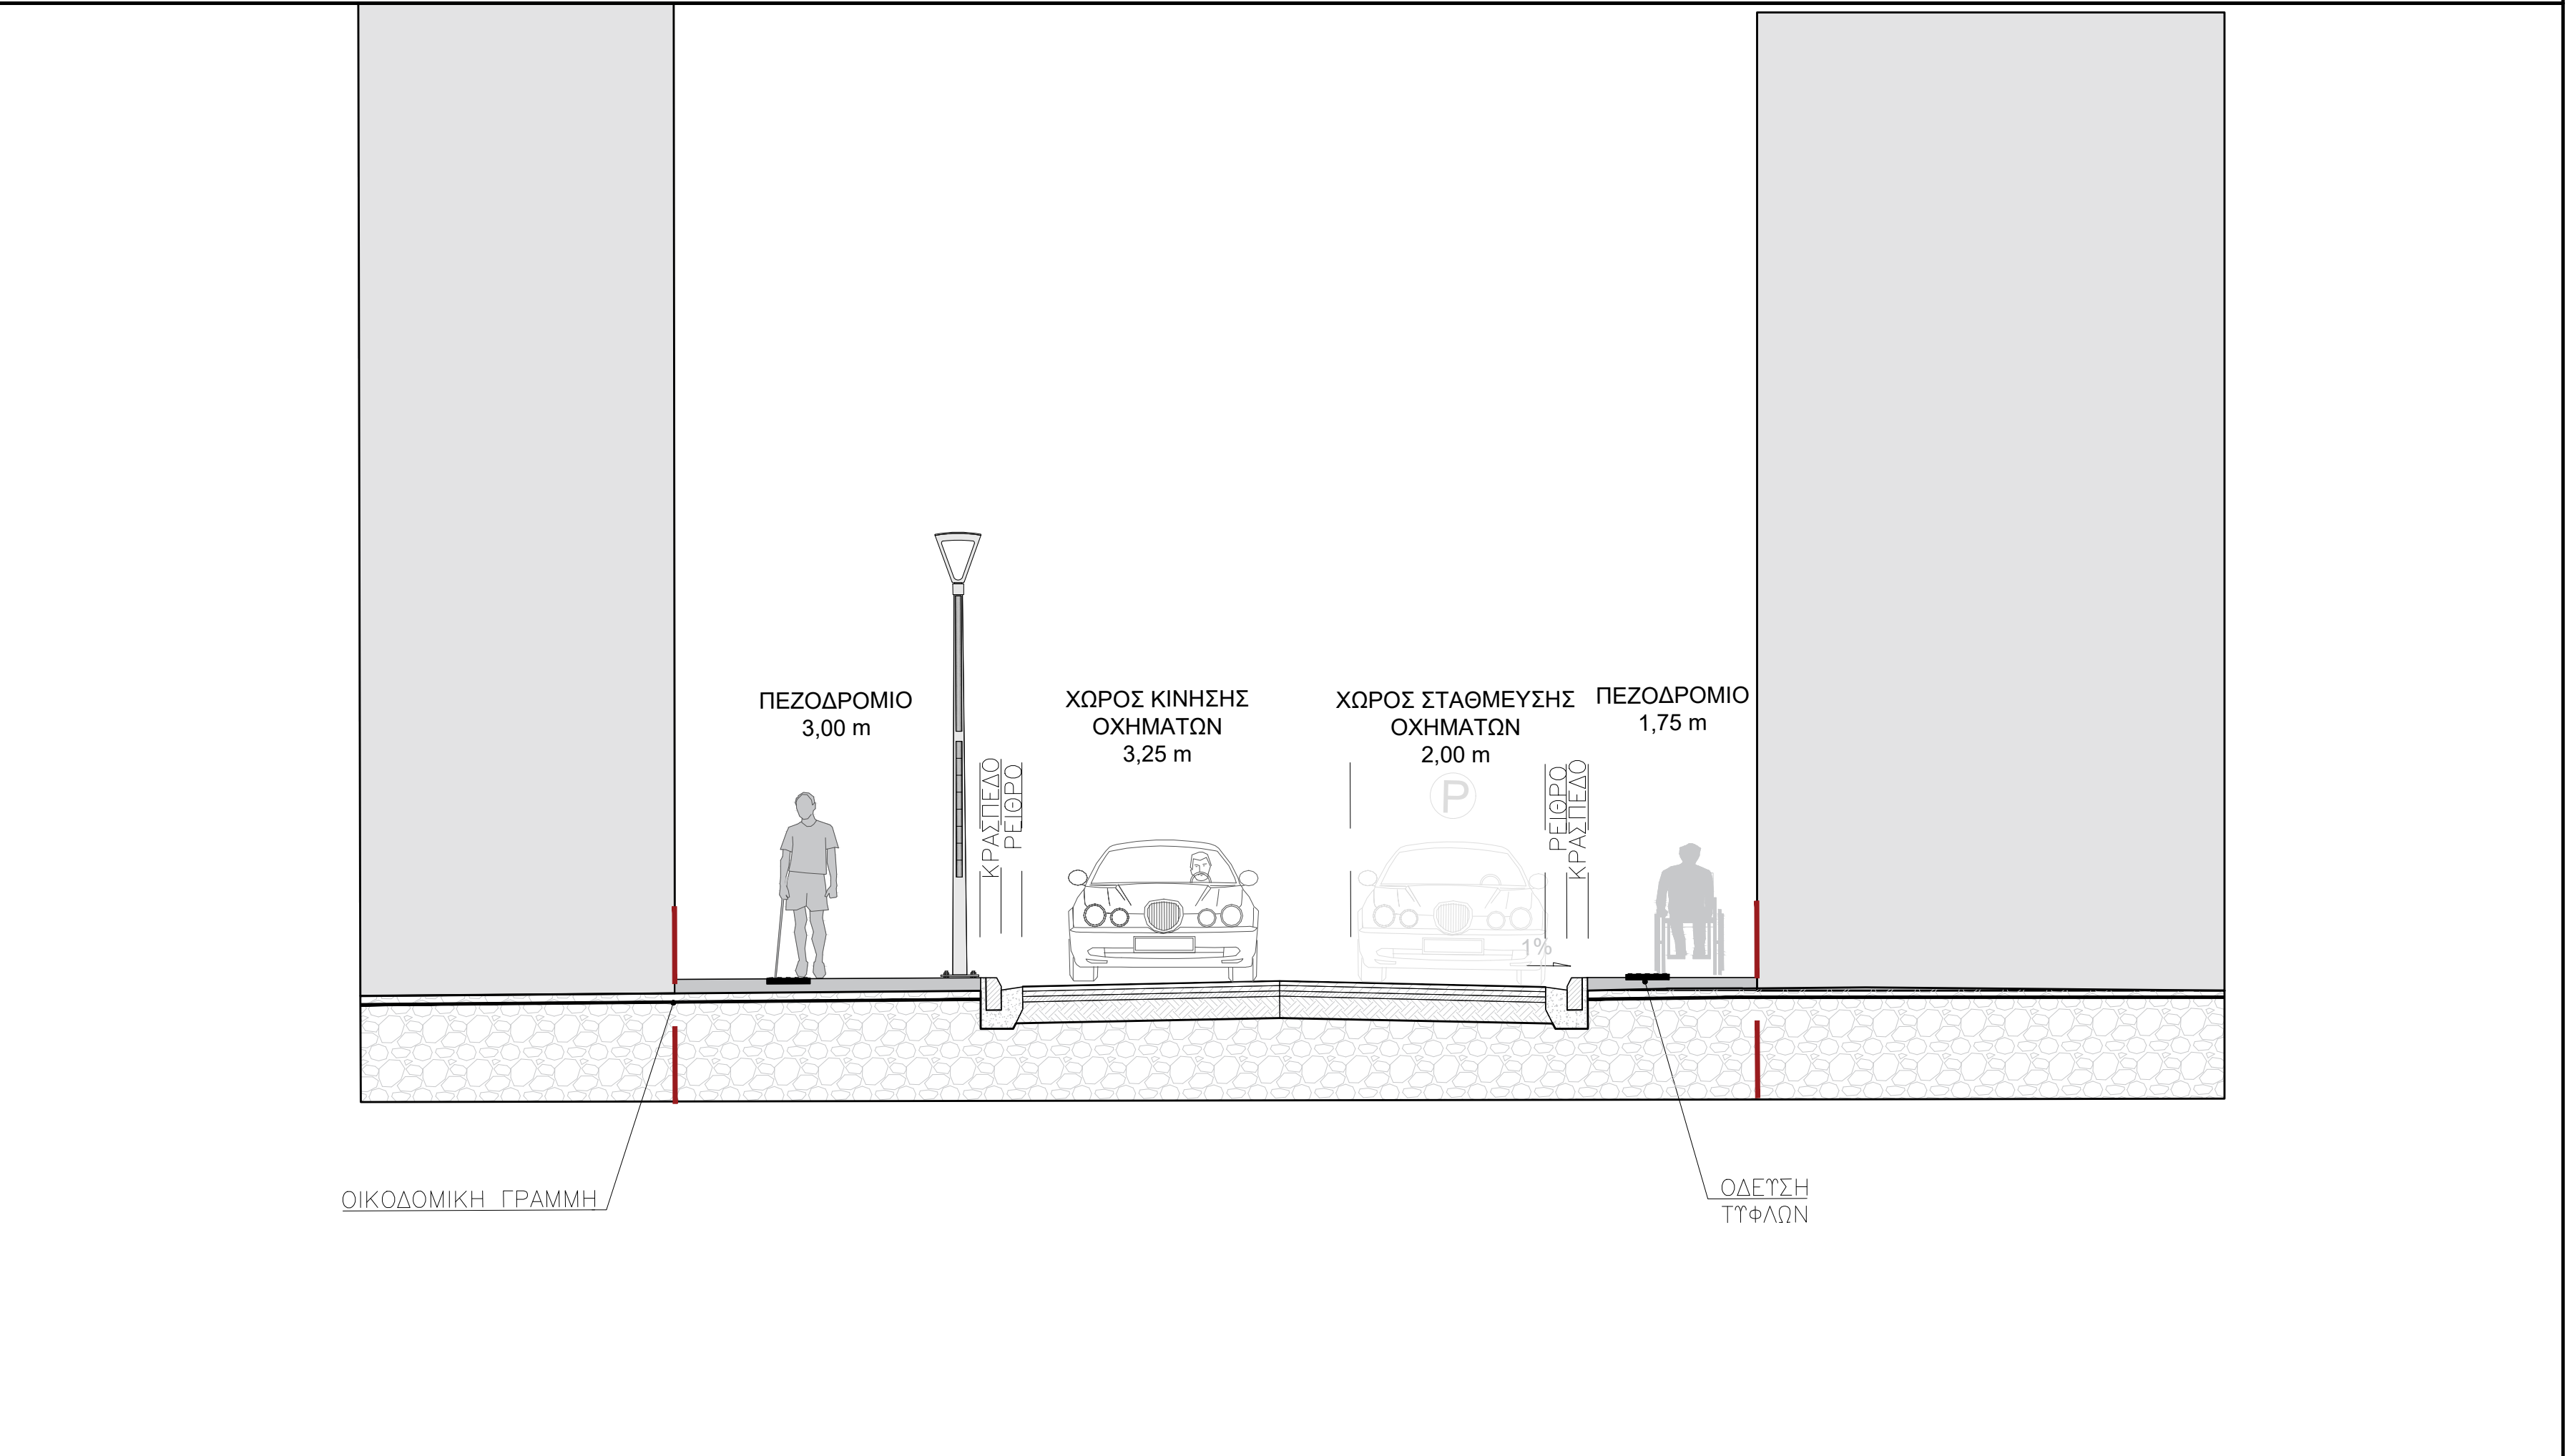 ΠΕΖΟΔΡΟΜΙΟ
3,00 m
ΧΩΡΟΣ ΚΙΝΗΣΗΣ
ΟΧΗΜΑΤΩΝ
3,25 m
ΧΩΡΟΣ ΣΤΑΘΜΕΥΣΗΣ
ΟΧΗΜΑΤΩΝ
2,00 m
ΠΕΖΟΔΡΟΜΙΟ
1,75 m
ΚΡΑΣΠΕΔΟ
ΡΕΙΘΡΟ
P
ΡΕΙΘΡΟ
ΚΡΑΣΠΕΔΟ
1%
ΟΙΚΟΔΟΜΙΚΗ ΓΡΑΜΜΗ
ΟΔΕΥΣΗ
ΤΥΦΛΩΝ